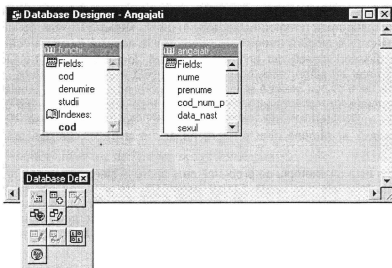 Database Designer - Angajati
functii
Fields:
cod
denumire
studii
Indexes:
cod
angajati
Fields:
nume
prenume
cod_num_p
data_nast
sexul
Database De